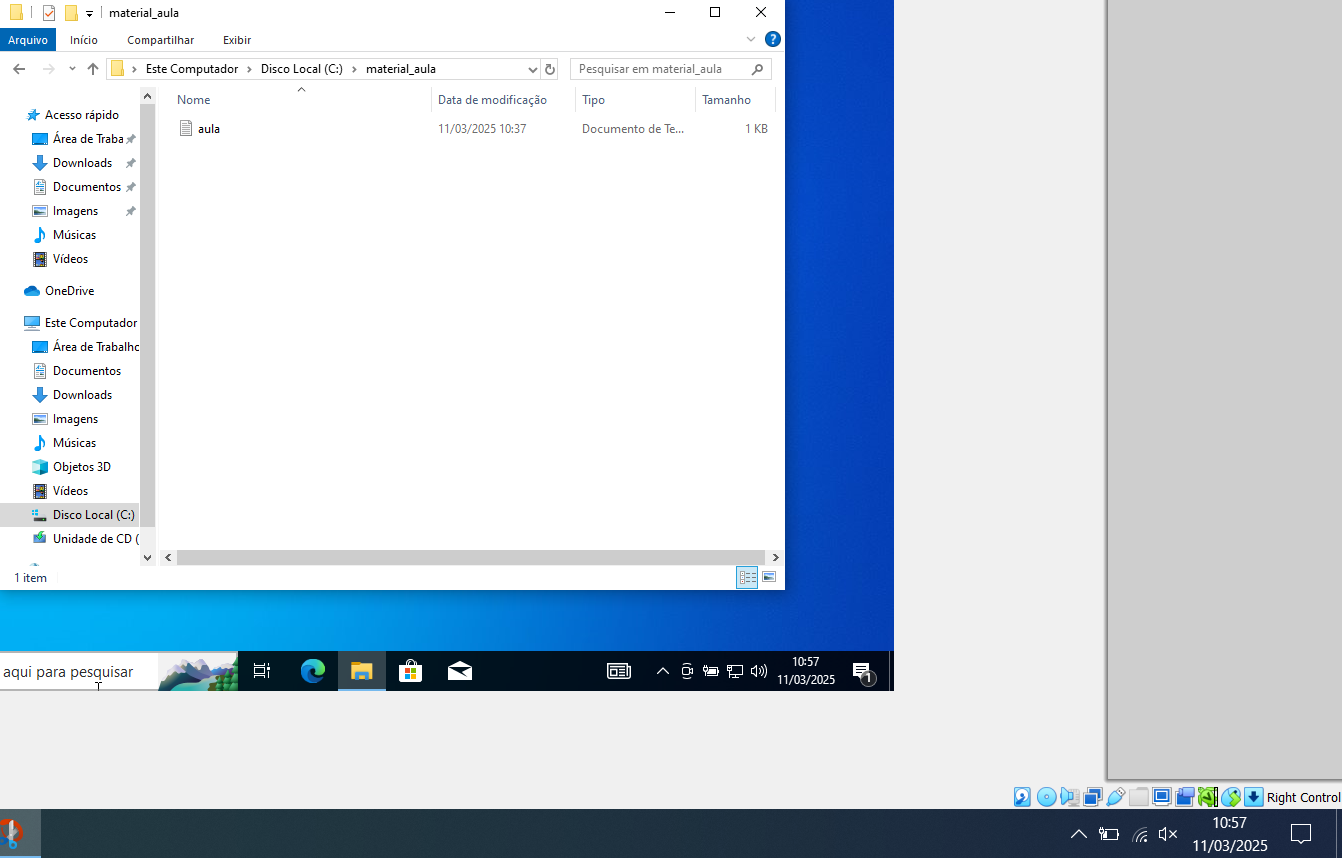 material_aula
Arquivo Início Compartilhar Exibir
Este Computador Disco Local (C:) material_aula Pesquisar em material_aula
Nome Data de modificação Tipo Tamanho
aula 11/03/2025 10:37 Documento de Te... 1 KB
Acesso rápido
Área de Traba
Downloads
Documentos
Imagens
Músicas
Vídeos
OneDrive
Este Computador
Área de Trabalho
Documentos
Downloads
Imagens
Músicas
Objetos 3D
Vídeos
Disco Local (C:)
Unidade de CD (
1 item
aqui para pesquisar
10:57
11/03/2025
1
Right Control
10:57
11/03/2025